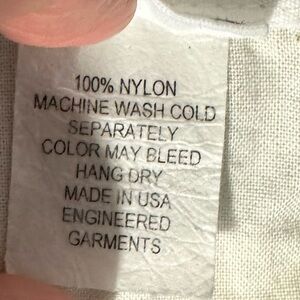 100% NYLON
MACHINE WASH COLD
SEPARATELY
COLOR MAY BLEED
HANG DRY
MADE IN USA
ENGINEERED
GARMENTS